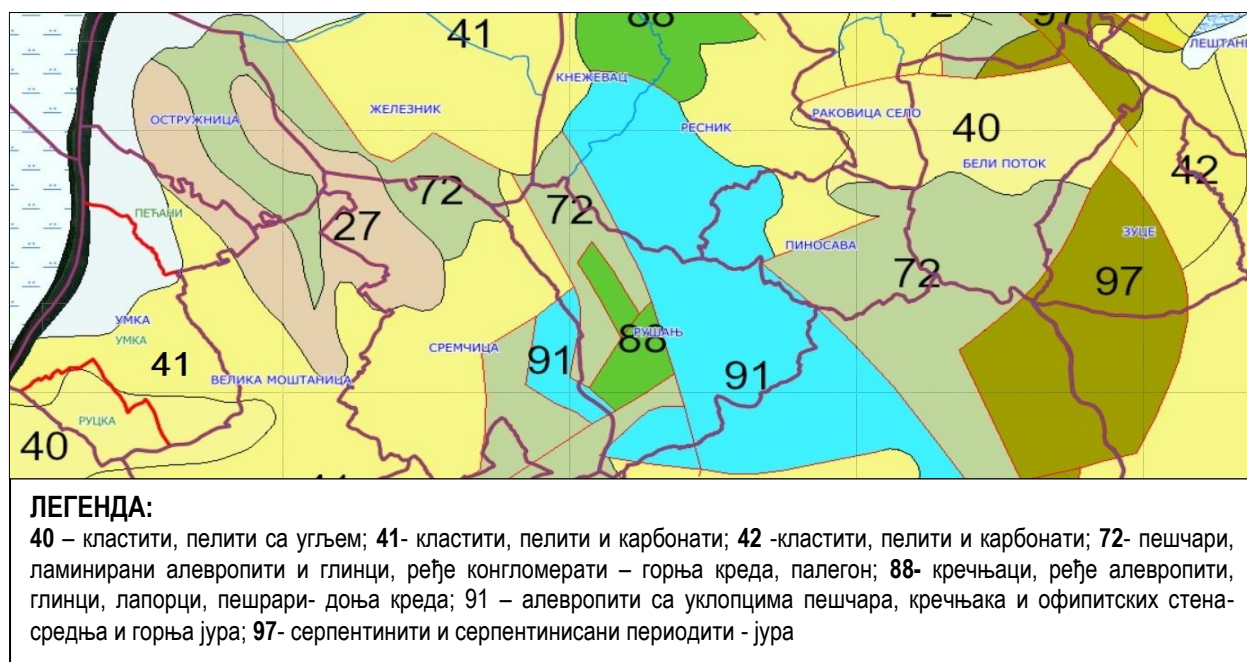 41
88
72
97
ЛЕШТАНЕ
КНЕЖЕВАЦ
ЖЕЛЕЗНИК
ОСТРУЖНИЦА
РЕСНИК
РАКОВИЦА СЕЛО
40
БЕЛИ ПОТОК
42
72
72
ПЕЋАНИ
27
ПИНОСАВА
ЗУЦЕ
72
97
УМКА
УМКА
РУШАЊ
88
СРЕМЧИЦА
91
91
41
ВЕЛИКА МОШТАНИЦА
РУЦКА
40
ЛЕГЕНДА:
40 – кластити, пелити са угљем; 41- кластити, пелити и карбонати; 42 -кластити, пелити и карбонати; 72- пешчари,
ламинирани алевропити и глинци, ређе конгломерати – горња креда, палегон; 88- кречњаци, ређе алевропити,
глинци, лапорци, пешрари- доња креда; 91 – алевропити са уклопцима пешчара, кречњака и офипитских стена-
средња и горња јура; 97- серпентинити и серпентинисани периодити - јура